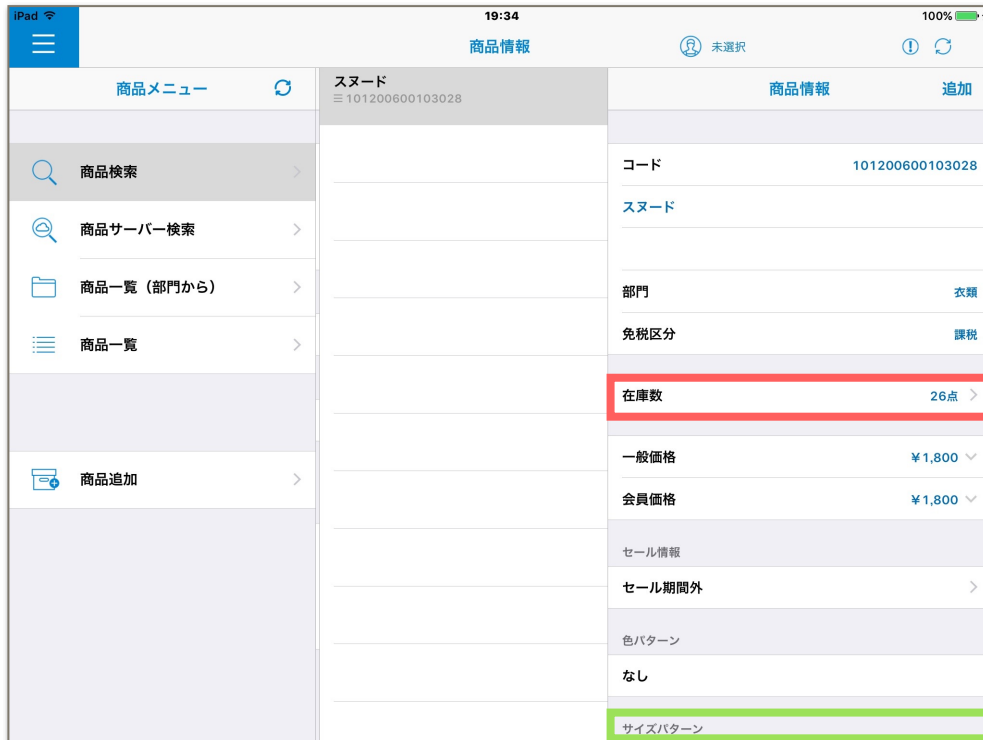 iPad 19:34 100%
商品情報 未選択
商品メニュー
商品検索
商品サーバー検索
商品一覧（部門から）
商品一覧
商品追加
スヌード
101200600103028
商品情報 追加
コード 101200600103028
スヌード
部門 衣類
免税区分 課税
在庫数 26点
一般価格 ¥1,800
会員価格 ¥1,800
セール情報
セール期間外
色パターン
なし
サイズパターン